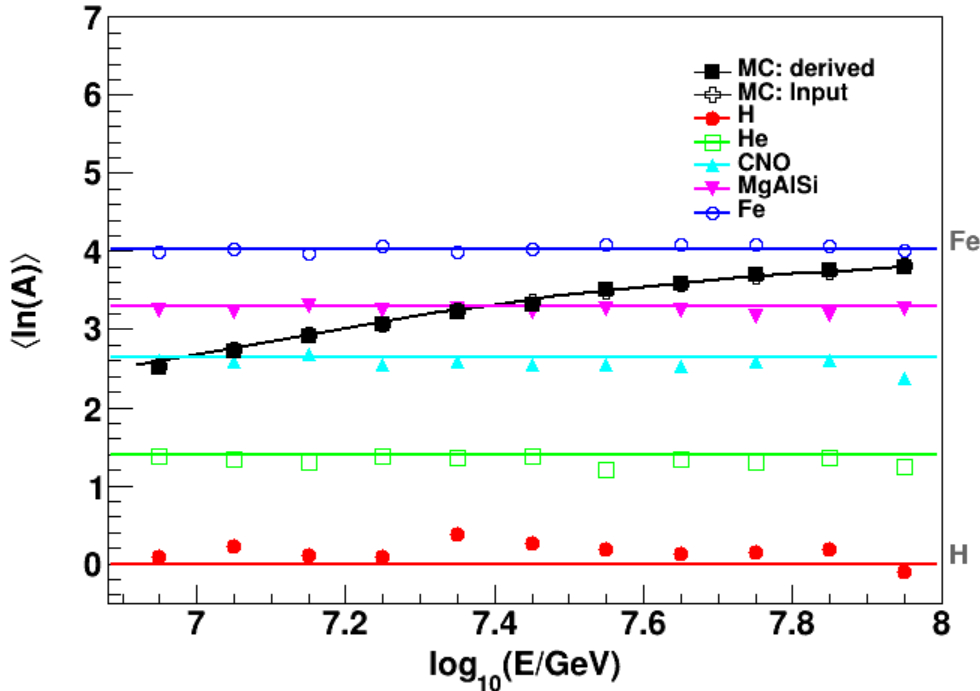 7
6
5
4
3
2
1
0
⟨ln(A)⟩
MC: derived
MC: Input
H
He
CNO
MgAlSi
Fe
Fe
H
7 7.2 7.4 7.6 7.8 8
log₁₀(E/GeV)